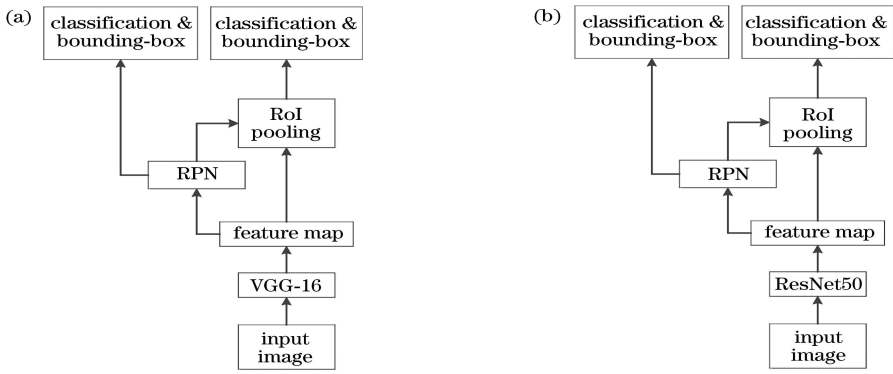 (a)
classification &
bounding-box
classification &
bounding-box
RoI
pooling
RPN
feature map
VGG-16
input
image
(b)
classification &
bounding-box
classification &
bounding-box
RoI
pooling
RPN
feature map
ResNet50
input
image